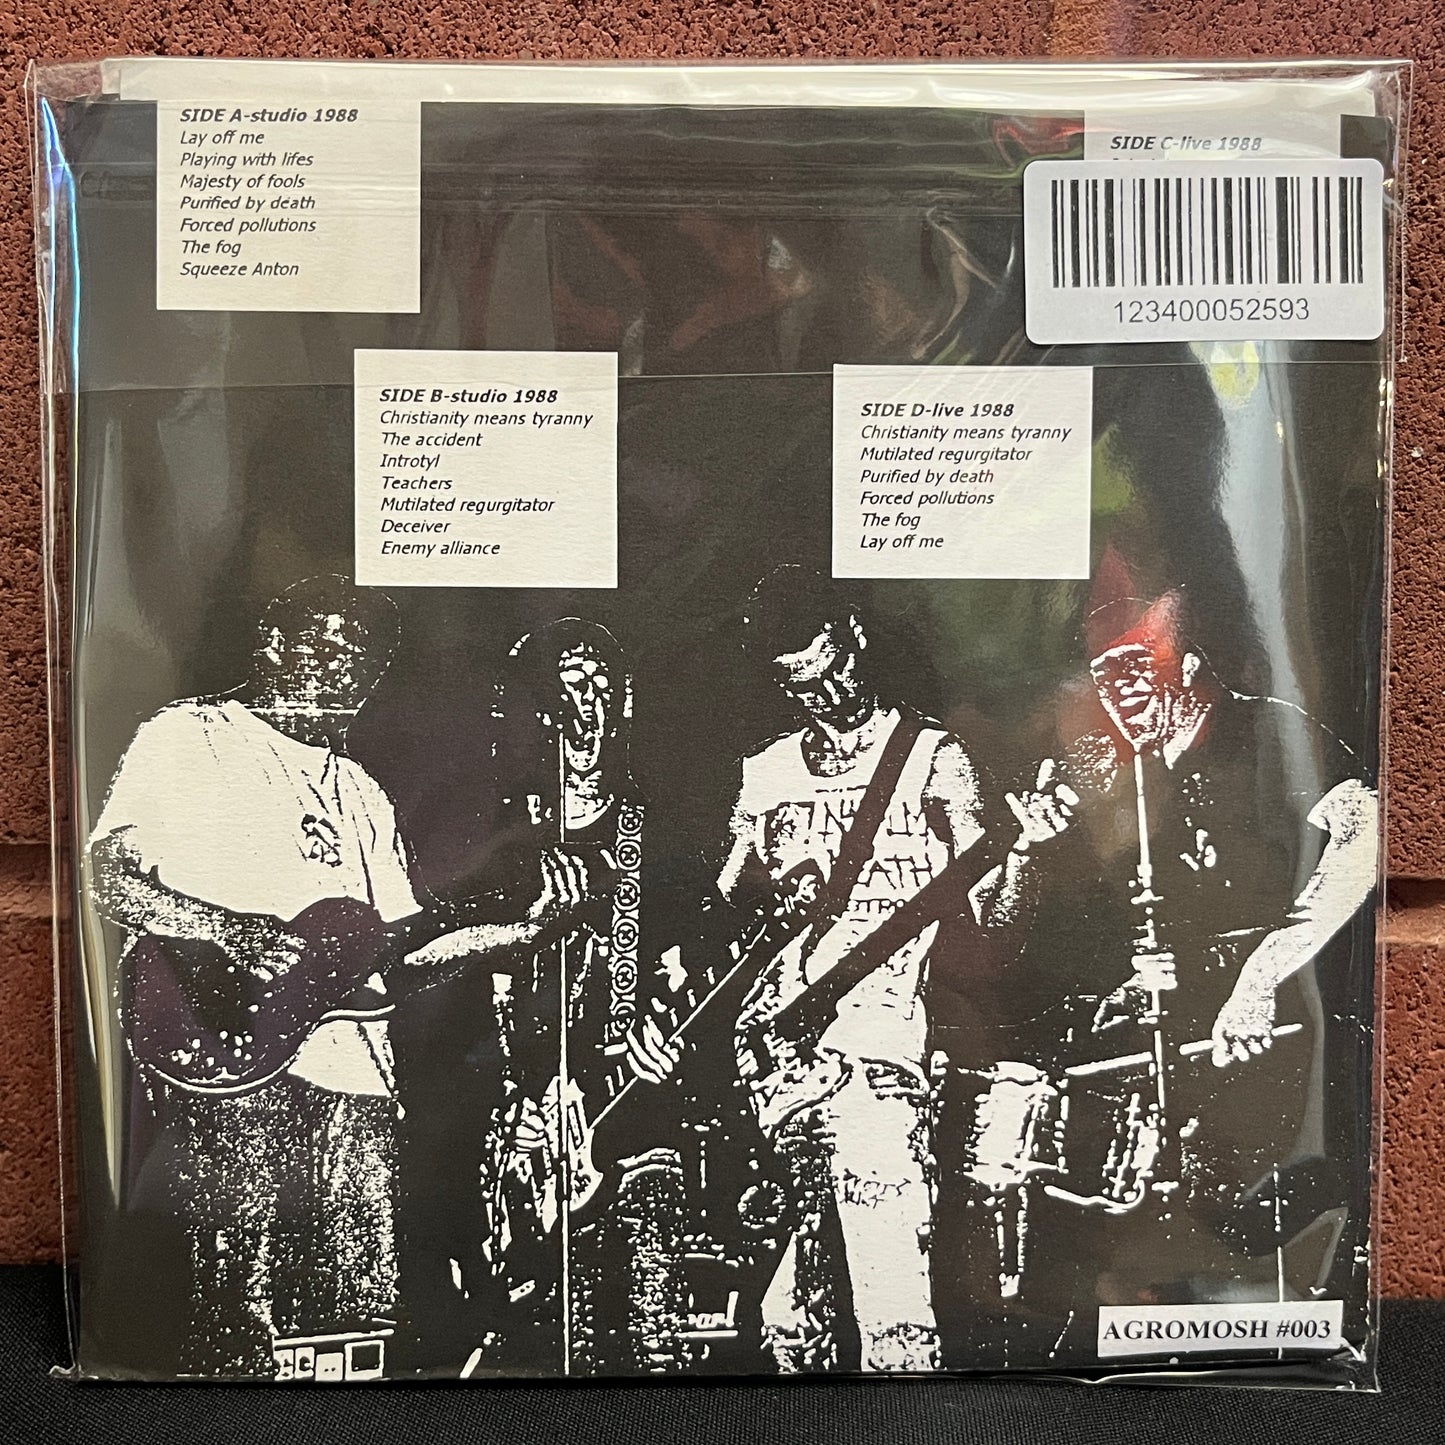 SIDE A-studio 1988
Lay off me
Playing with lifes
Majesty of fools
Purified by death
Forced pollutions
The fog
Squeeze Anton
SIDE C-live 1988
123400052593
SIDE B-studio 1988
Christianity means tyranny
The accident
Introtyl
Teachers
Mutilated regurgitator
Deceiver
Enemy alliance
SIDE D-live 1988
Christianity means tyranny
Mutilated regurgitator
Purified by death
Forced pollutions
The fog
Lay off me
AGROMOSH #003